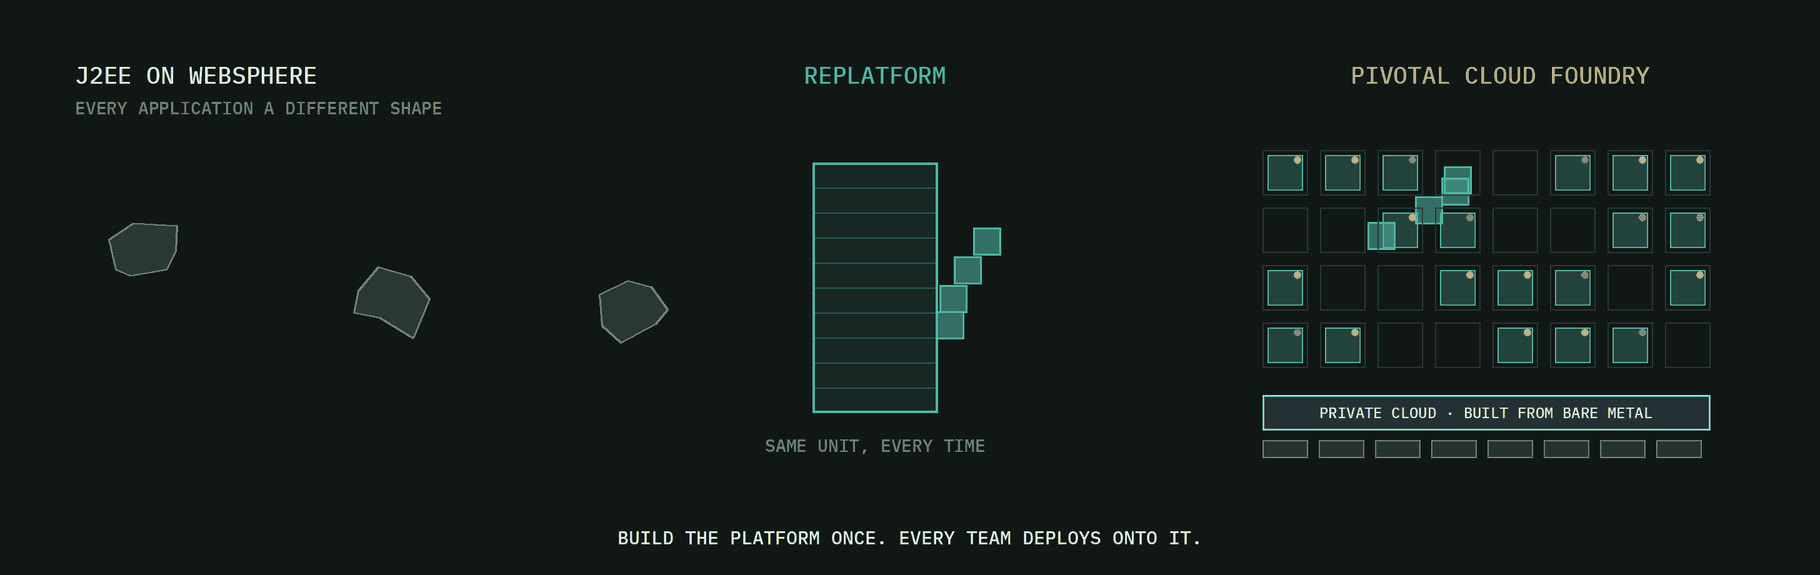 J2EE ON WEBSPHERE
EVERY APPLICATION A DIFFERENT SHAPE
REPLATFORM
SAME UNIT, EVERY TIME
PIVOTAL CLOUD FOUNDRY
PRIVATE CLOUD · BUILT FROM BARE METAL
BUILD THE PLATFORM ONCE. EVERY TEAM DEPLOYS ONTO IT.